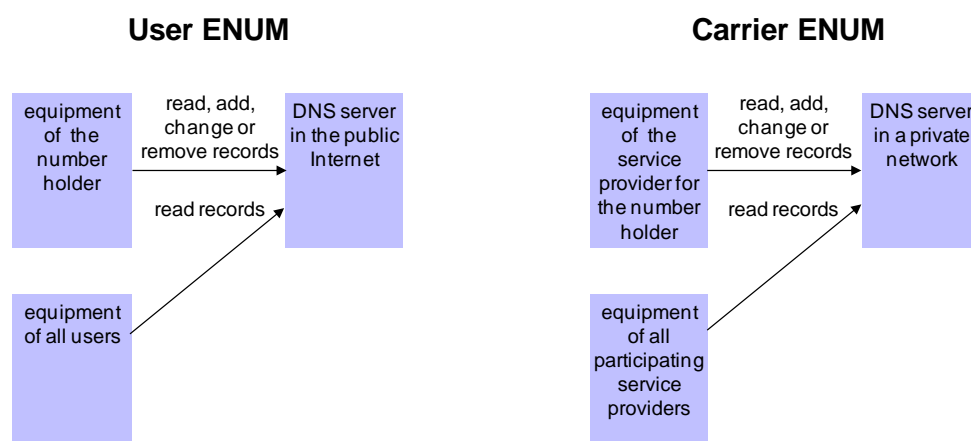 User ENUM
equipment
of the
number
holder
read, add,
change or
remove records
read records
DNS server
in the public
Internet
equipment
of all users
Carrier ENUM
equipment
of the
service
provider for
the number
holder
read, add,
change or
remove records
read records
DNS server
in a private
network
equipment
of all
participating
service
providers